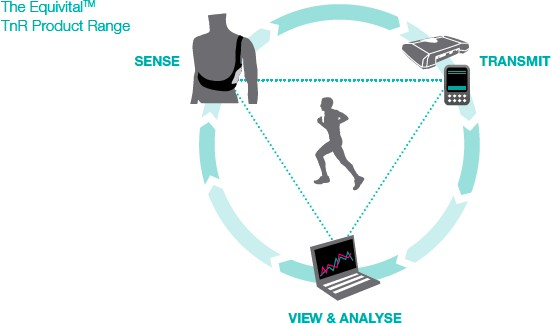 The Equivital™
TnR Product Range
SENSE
TRANSMIT
VIEW & ANALYSE